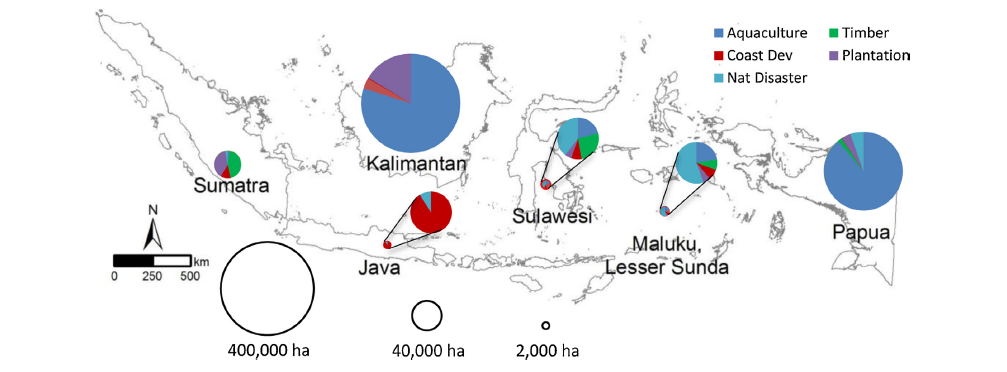 Aquaculture
Timber
Coast Dev
Plantation
Nat Disaster
Kalimantan
Sumatra
Sulawesi
Papua
N
Maluku,
Lesser Sunda
km
0 250 500
Java
400,000 ha
40,000 ha
2,000 ha